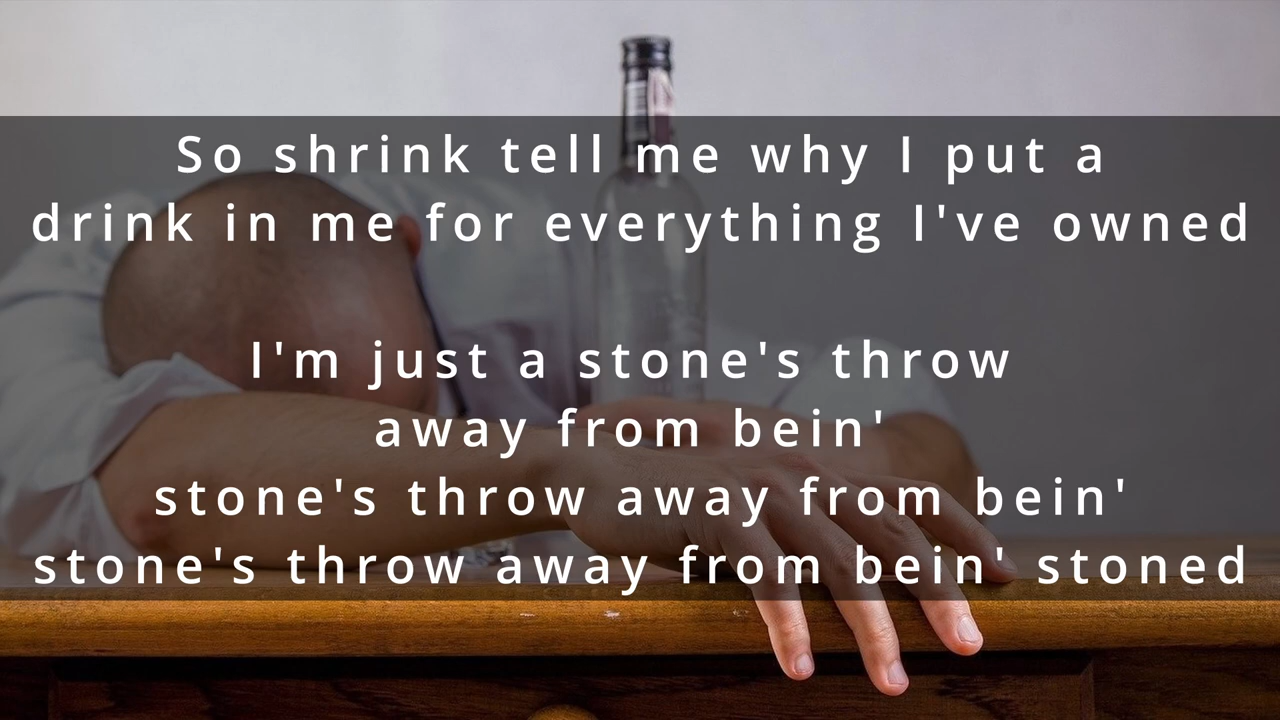 So shrink tell me why I put a
drink in me for everything I've owned
I'm just a stone's throw
away from bein'
stone's throw away from bein'
stone's throw away from bein' stoned